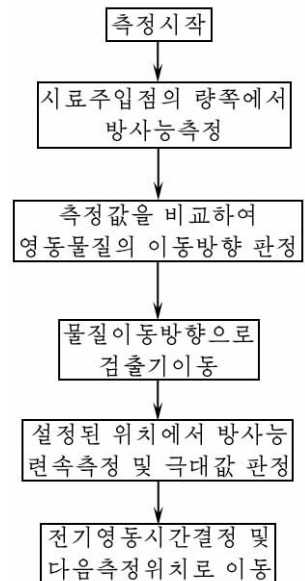 측정시작
시료주입점의 량쪽에서
방사능측정
측정값을 비교하여
영동물질의 이동방향 판정
물질이동방향으로
검출기이동
설정된 위치에서 방사능
련속측정 및 극대값 판정
전기영동시간결정 및
다음측정위치로 이동